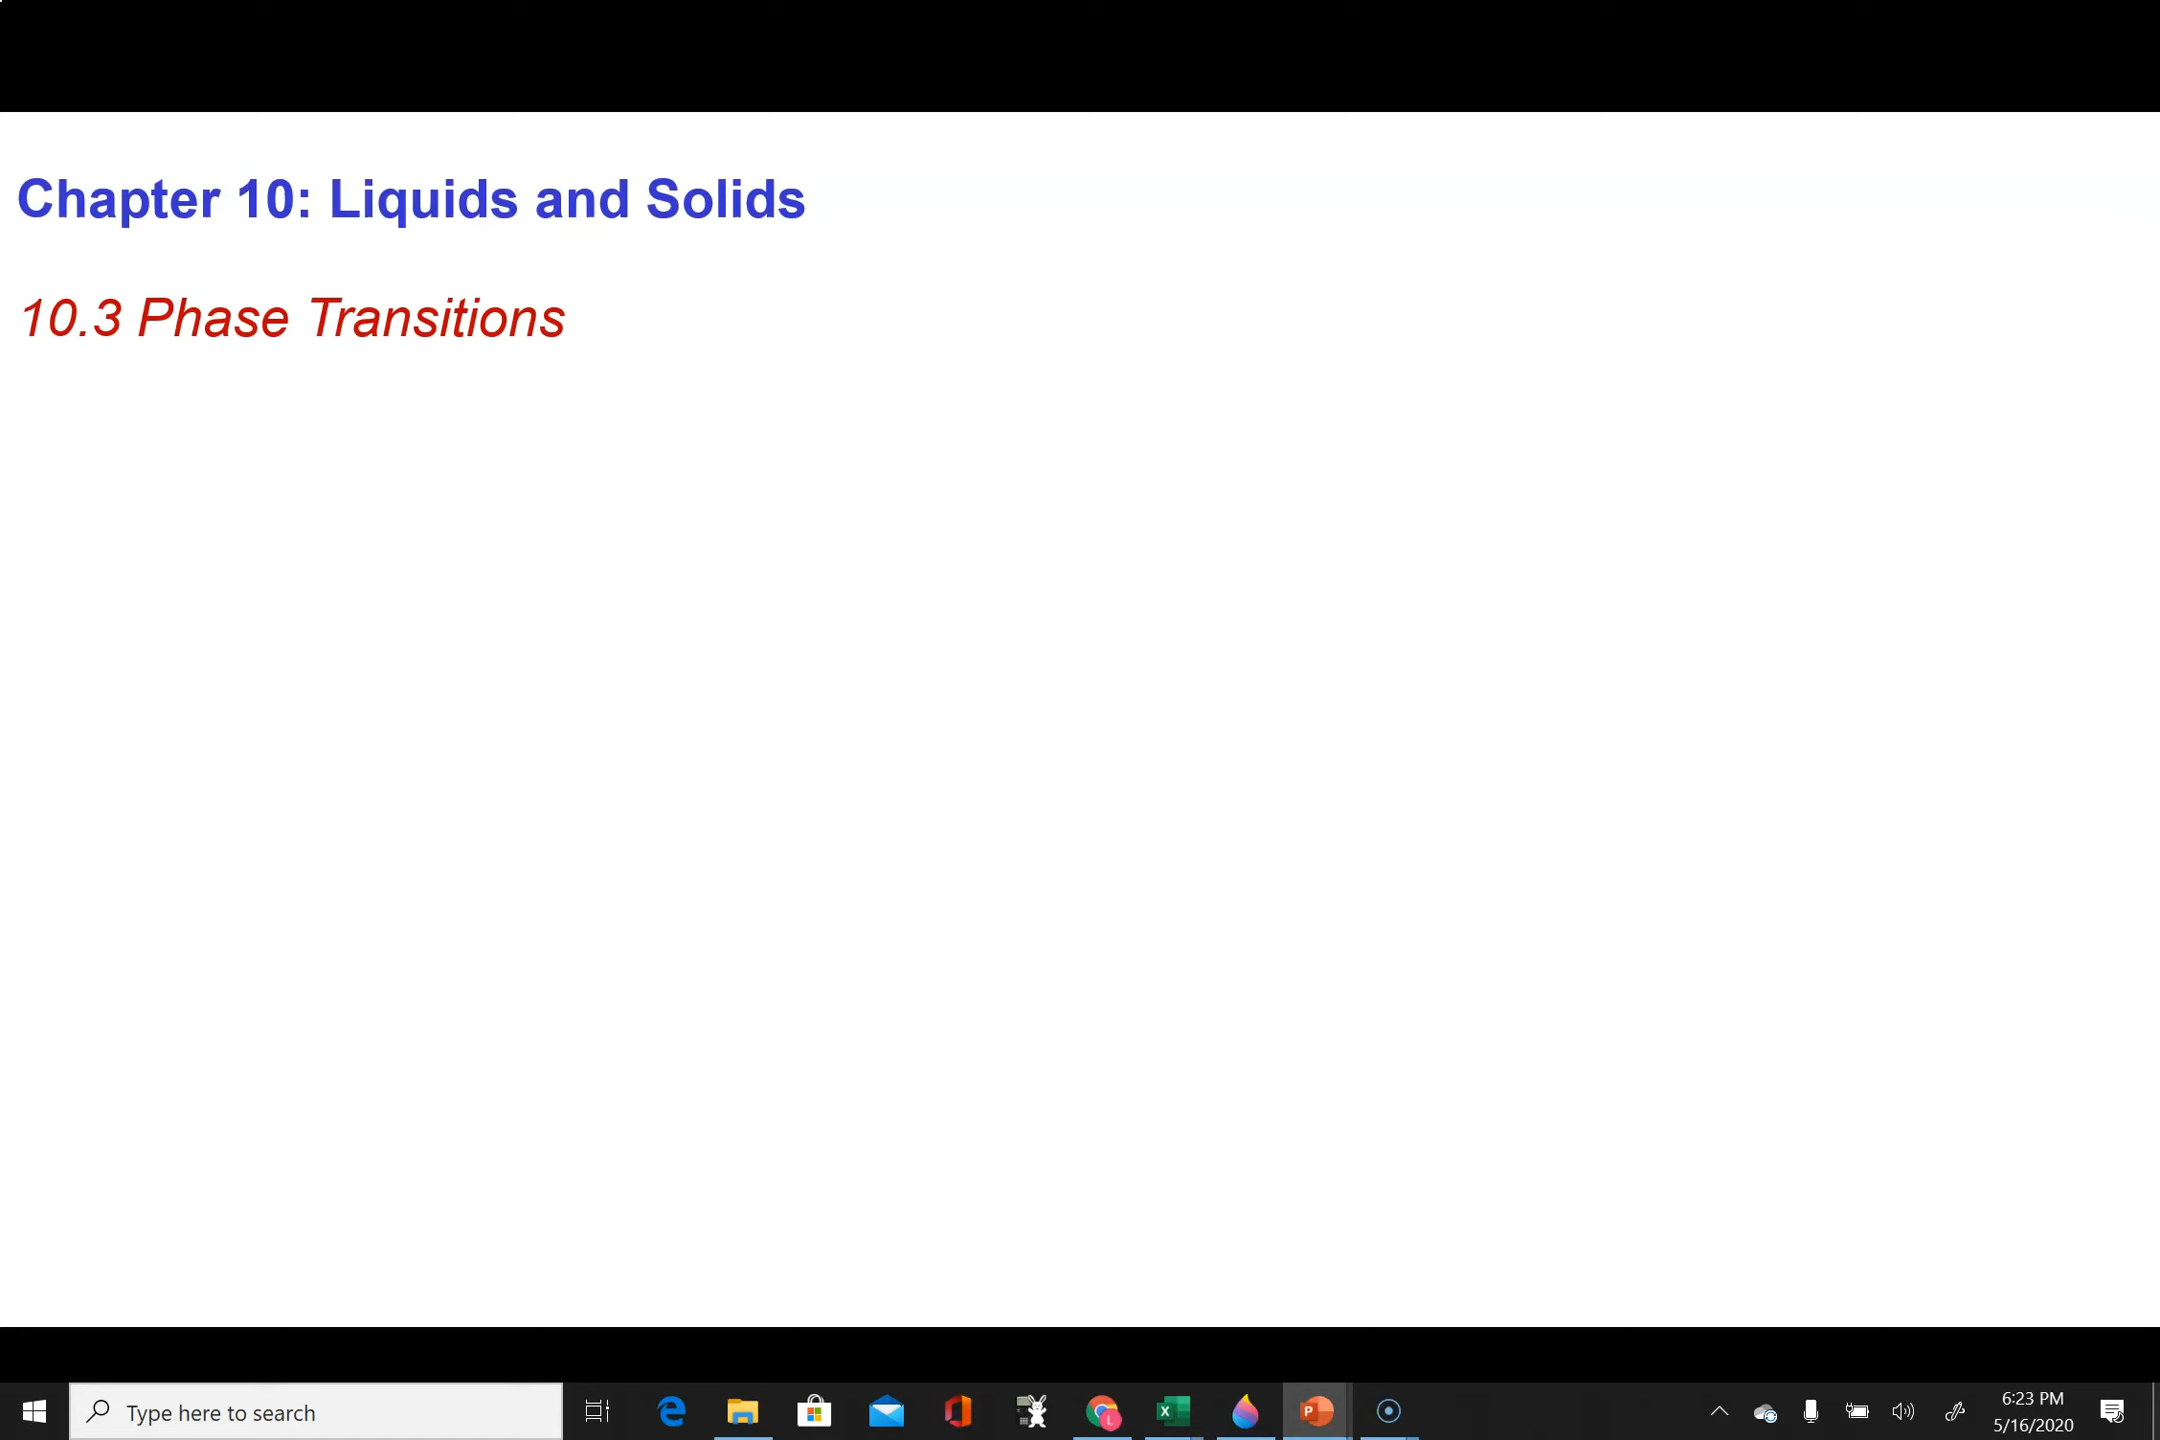 Chapter 10: Liquids and Solids
10.3 Phase Transitions
Type here to search
6:23 PM
5/16/2020